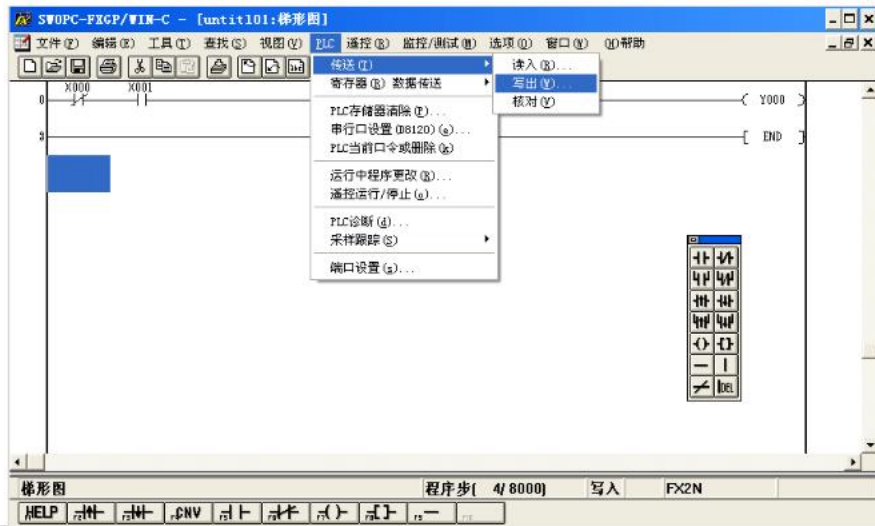 SWOPC-FXGP/WIN-C - [untitl01:梯形图]
文件(F) 编辑(E) 工具(T) 查找(S) 视图(V) PLC 遥控(R) 监控/测试(M) 选项(O) 窗口(W) (H)帮助
传送(T)
读入(R)...
寄存器(R) 数据传送
写出(W)...
核对(V)
X000 X001
0
Y000
PLC存储器清除(P)...
串行口设置(D8120)(e)...
END
PLC当前口令或删除(k)
运行中程序更改(R)...
遥控运行/停止(o)...
PLC诊断(d)...
采样跟踪(S)
端口设置(s)...
DEL
梯形图 程序步( 4/ 8000) 写入 FX2N
HELP CNV